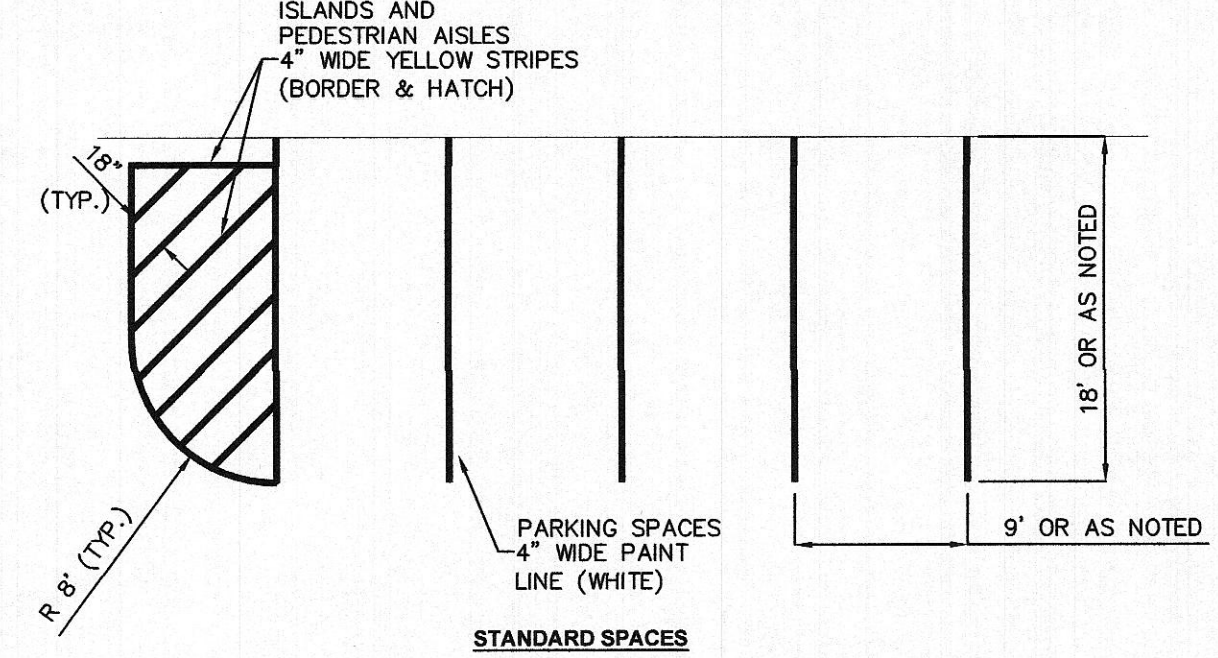 ISLANDS AND
PEDESTRIAN AISLES
4" WIDE YELLOW STRIPES
(BORDER & HATCH)
18"
(TYP.)
18' OR AS NOTED
R 8' (TYP.)
PARKING SPACES
4" WIDE PAINT
LINE (WHITE)
9' OR AS NOTED
STANDARD SPACES